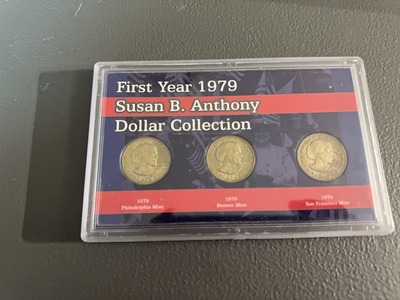 First Year 1979
Susan B. Anthony
Dollar Collection
1979
Philadelphia Mint
1979
Denver Mint
1979
San Francisco Mint